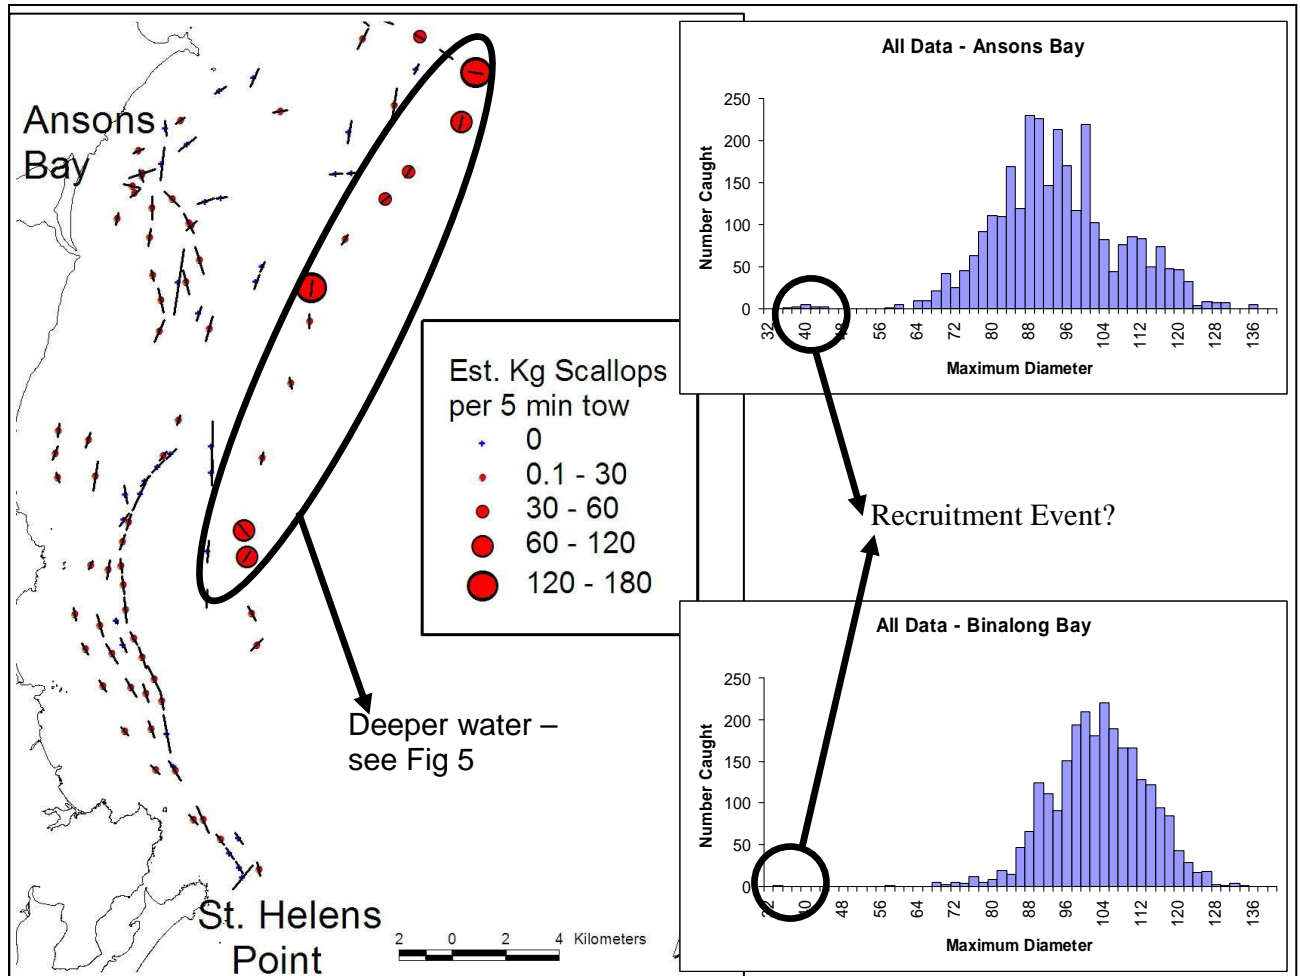 Ansons
Bay
Est. Kg Scallops
per 5 min tow
0
0.1 - 30
30 - 60
60 - 120
120 - 180
Deeper water –
see Fig 5
St. Helens
Point
2 0 2 4 Kilometers
All Data - Ansons Bay
Number Caught
250
200
150
100
50
0
32 40 48 56 64 72 80 88 96 104 112 120 128 136
Maximum Diameter
Recruitment Event?
All Data - Binalong Bay
Number Caught
250
200
150
100
50
0
32 40 48 56 64 72 80 88 96 104 112 120 128 136
Maximum Diameter